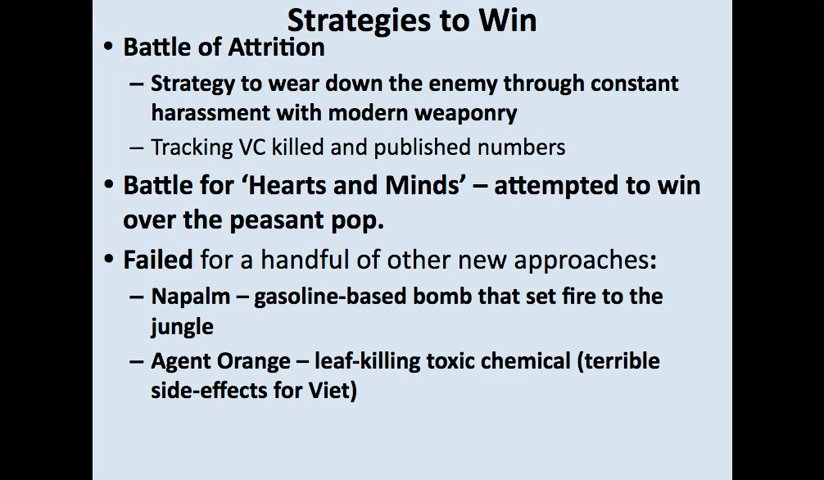 Strategies to Win
• Battle of Attrition
– Strategy to wear down the enemy through constant
harassment with modern weaponry
– Tracking VC killed and published numbers
• Battle for ‘Hearts and Minds’ – attempted to win
over the peasant pop.
• Failed for a handful of other new approaches:
– Napalm – gasoline-based bomb that set fire to the
jungle
– Agent Orange – leaf-killing toxic chemical (terrible
side-effects for Viet)